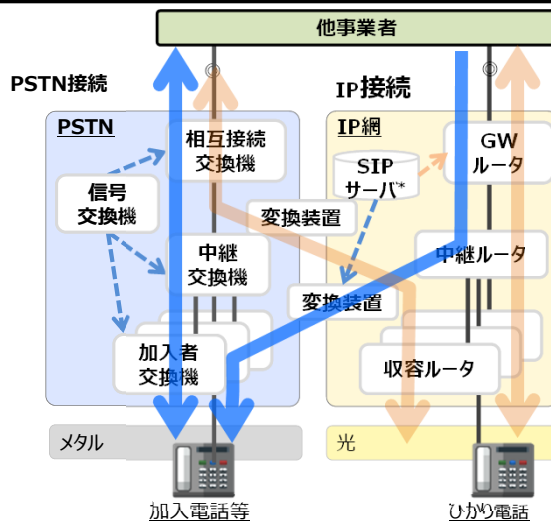 他事業者
PSTN接続
IP接続
PSTN
相互接続
交換機
信号
交換機
変換装置
中継
交換機
加入者
交換機
IP網
SIP
サーバ*
GW
ルータ
中継ルータ
変換装置
収容ルータ
メタル
光
加入電話等
ひかり電話